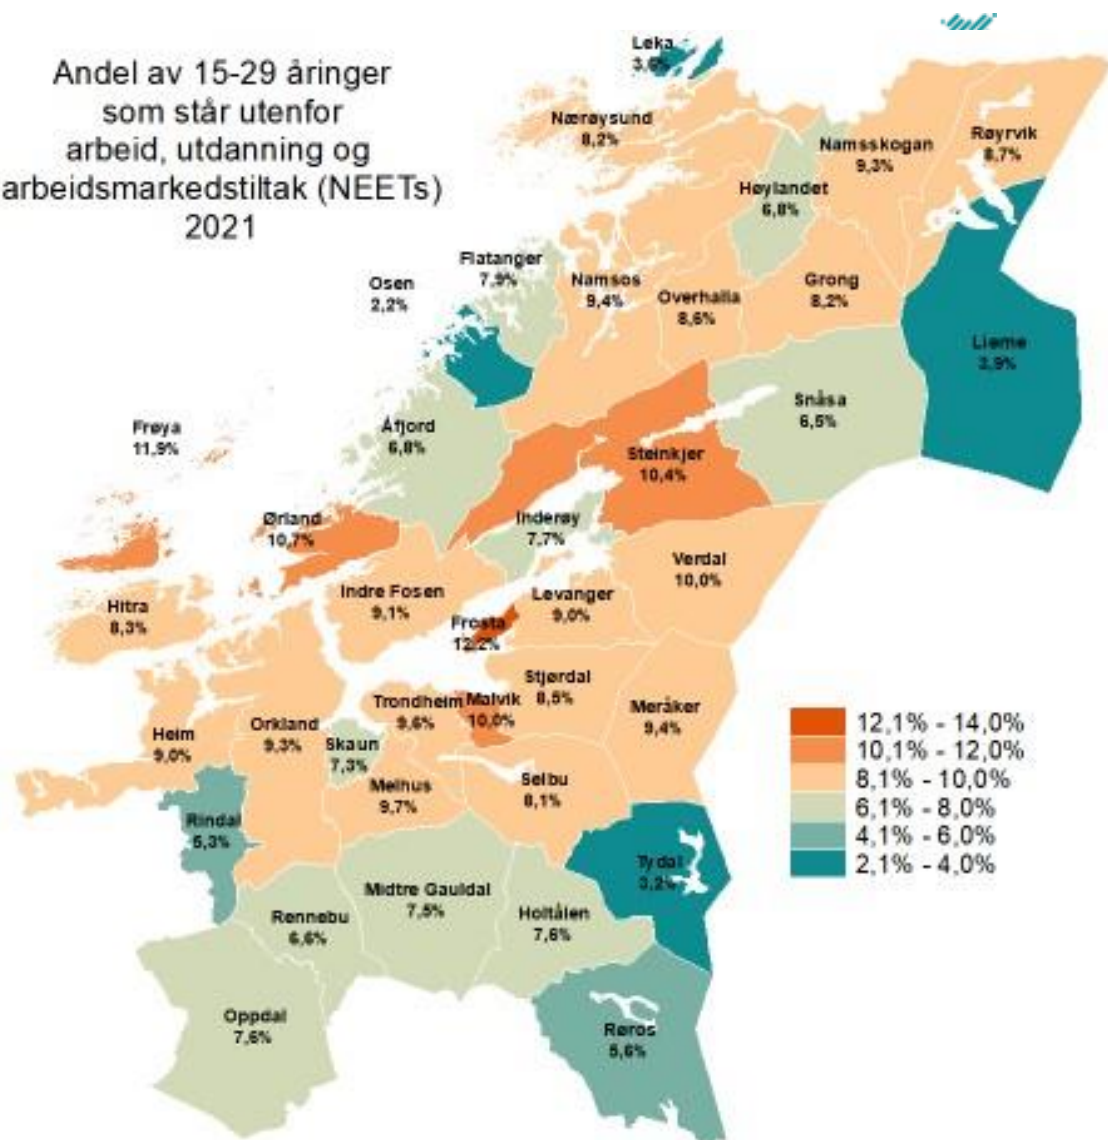 Andel av 15-29 åringer
som står utenfor
arbeid, utdanning og
arbeidsmarkedstiltak (NEETs)
2021
Leka
Nærøysund
8,2%
Namsskogan
9,3%
Røyrvik
8,7%
Høylandet
6,8%
Flatanger
7,9%
Osen
2,2%
Namsos
9,4%
Overhalla
8,6%
Grong
8,2%
Lierne
3,9%
Snåsa
6,5%
Åfjord
6,8%
Frøya
11,9%
Steinkjer
10,4%
Ørland
10,7%
Inderøy
7,7%
Verdal
10,0%
Indre Fosen
9,1%
Levanger
9,0%
Hitra
8,3%
Frosta
12,2%
Stjørdal
8,5%
Trondheim
9,6%
Malvik
10,0%
Meråker
9,4%
Orkland
9,3%
Heim
9,0%
Skaun
7,3%
Melhus
9,7%
Selbu
8,1%
Rindal
5,3%
Tydal
3,2%
Midtre Gauldal
7,5%
Rennebu
6,6%
Holtålen
7,6%
Oppdal
7,6%
Røros
5,6%
12,1% - 14,0%
10,1% - 12,0%
8,1% - 10,0%
6,1% - 8,0%
4,1% - 6,0%
2,1% - 4,0%